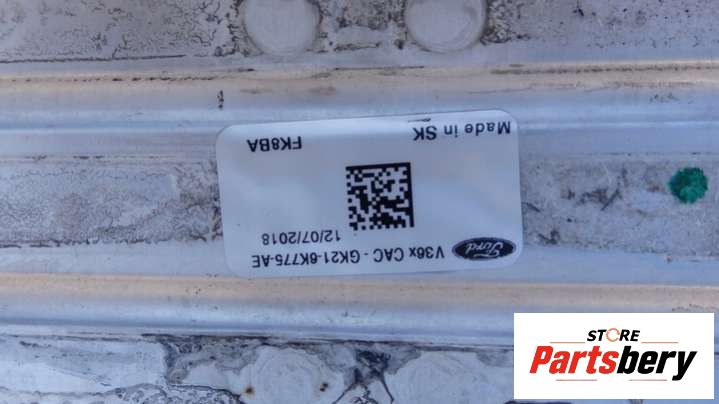 Ford
V36x CAC - GK21-6K775-AE
12/07/2018
Made in SK
FK8BA
STORE
Partsbery